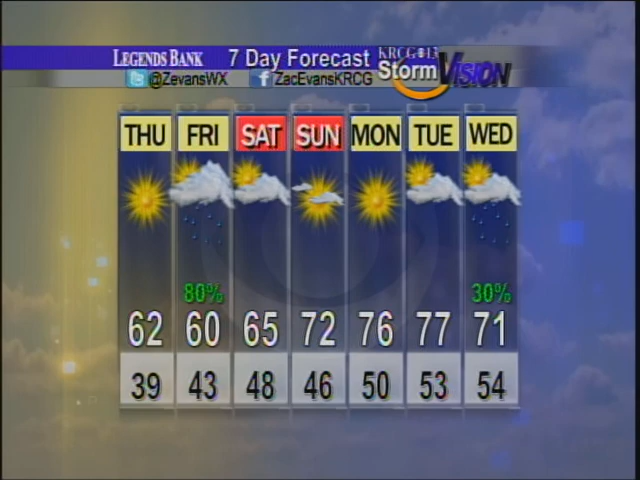 LEGENDS BANK 7 Day Forecast KRCG 13
Storm VISION
@ZevansWX ZacEvansKRCG
THU FRI SAT SUN MON TUE WED
80% 30%
62 60 65 72 76 77 71
39 43 48 46 50 53 54